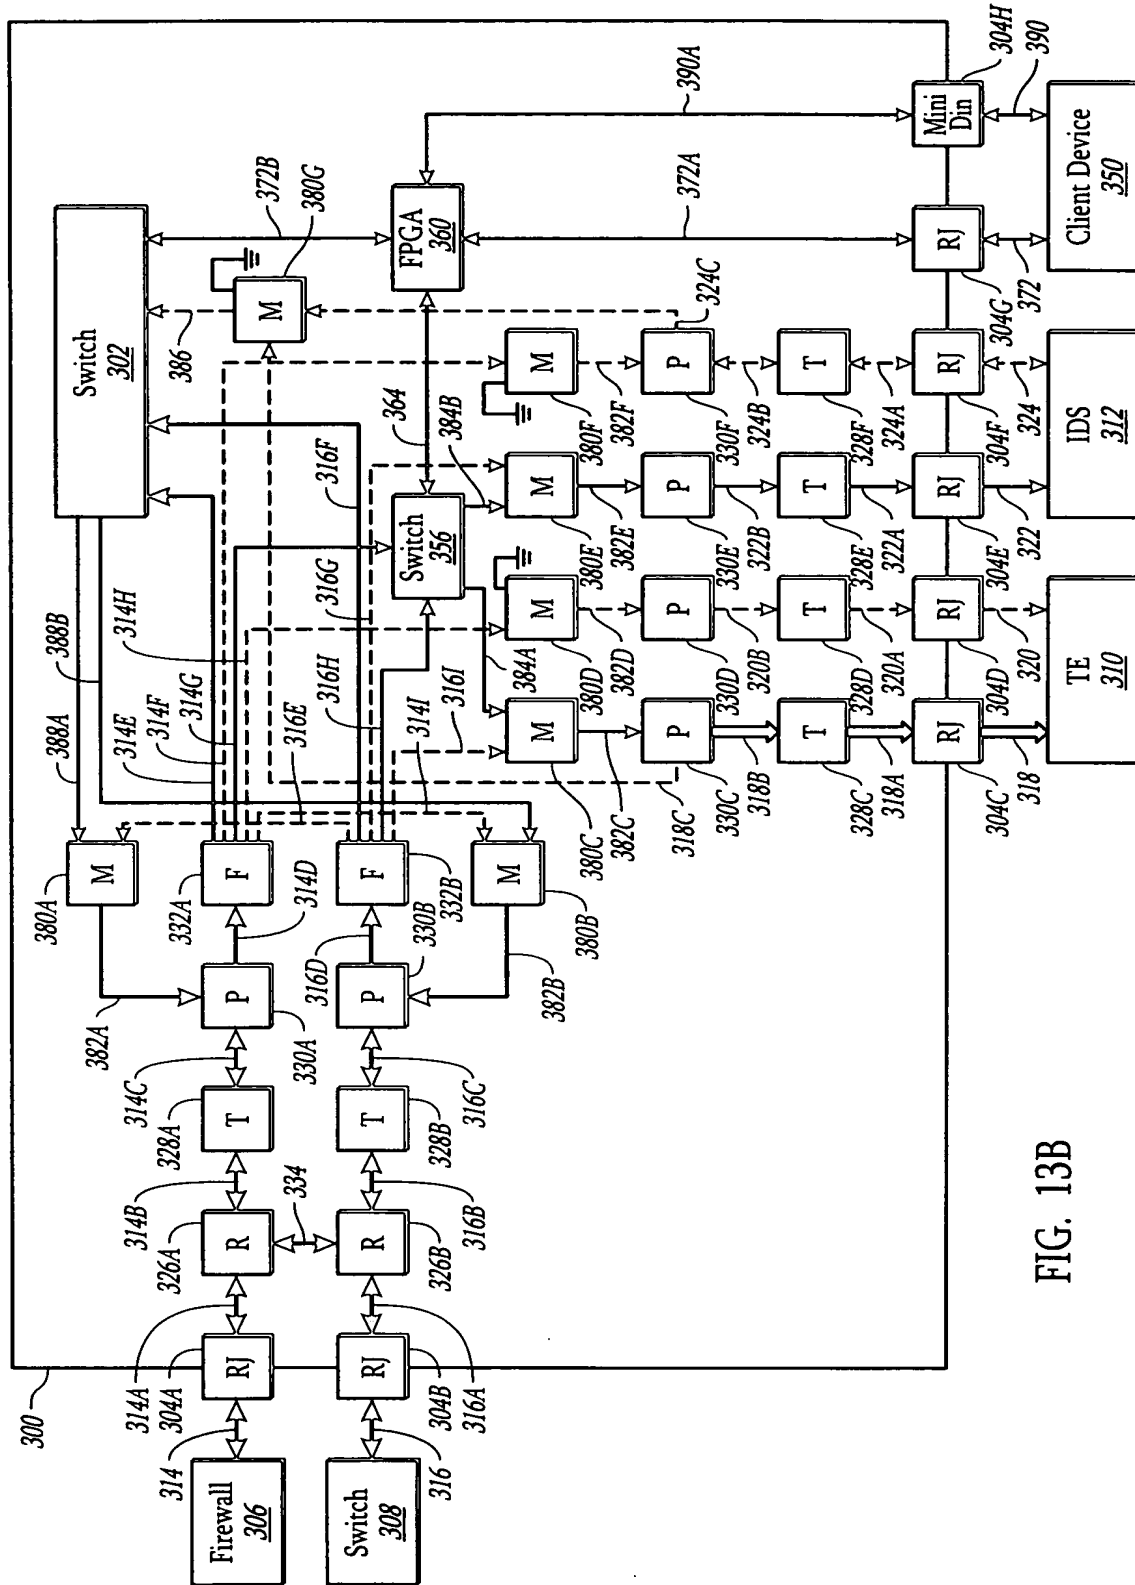 300
Firewall
306
314
RJ
304A
314A
R
326A
314B
T
328A
314C
P
330A
314D
F
332A
382A
M
380A
388A
388B
314E
314F
314G
314H
314I
Switch
308
316
RJ
304B
316A
R
326B
334
316B
T
328B
316C
P
330B
316D
F
332B
382B
M
380B
316E
316F
316G
316H
316I
Switch
302
386
372B
M
380G
Switch
356
364
384A
384B
FPGA
360
390A
372A
M
380C
M
380D
M
380E
M
380F
382C
382D
382E
382F
P
330C
P
330D
P
330E
P
330F
318C
324C
318B
320B
322B
324B
T
328C
T
328D
T
328E
T
328F
318A
320A
322A
324A
RJ
304C
RJ
304D
RJ
304E
RJ
304F
RJ
304G
Mini
Din
304H
318
320
322
324
372
390
TE
310
IDS
312
Client Device
350
FIG. 13B